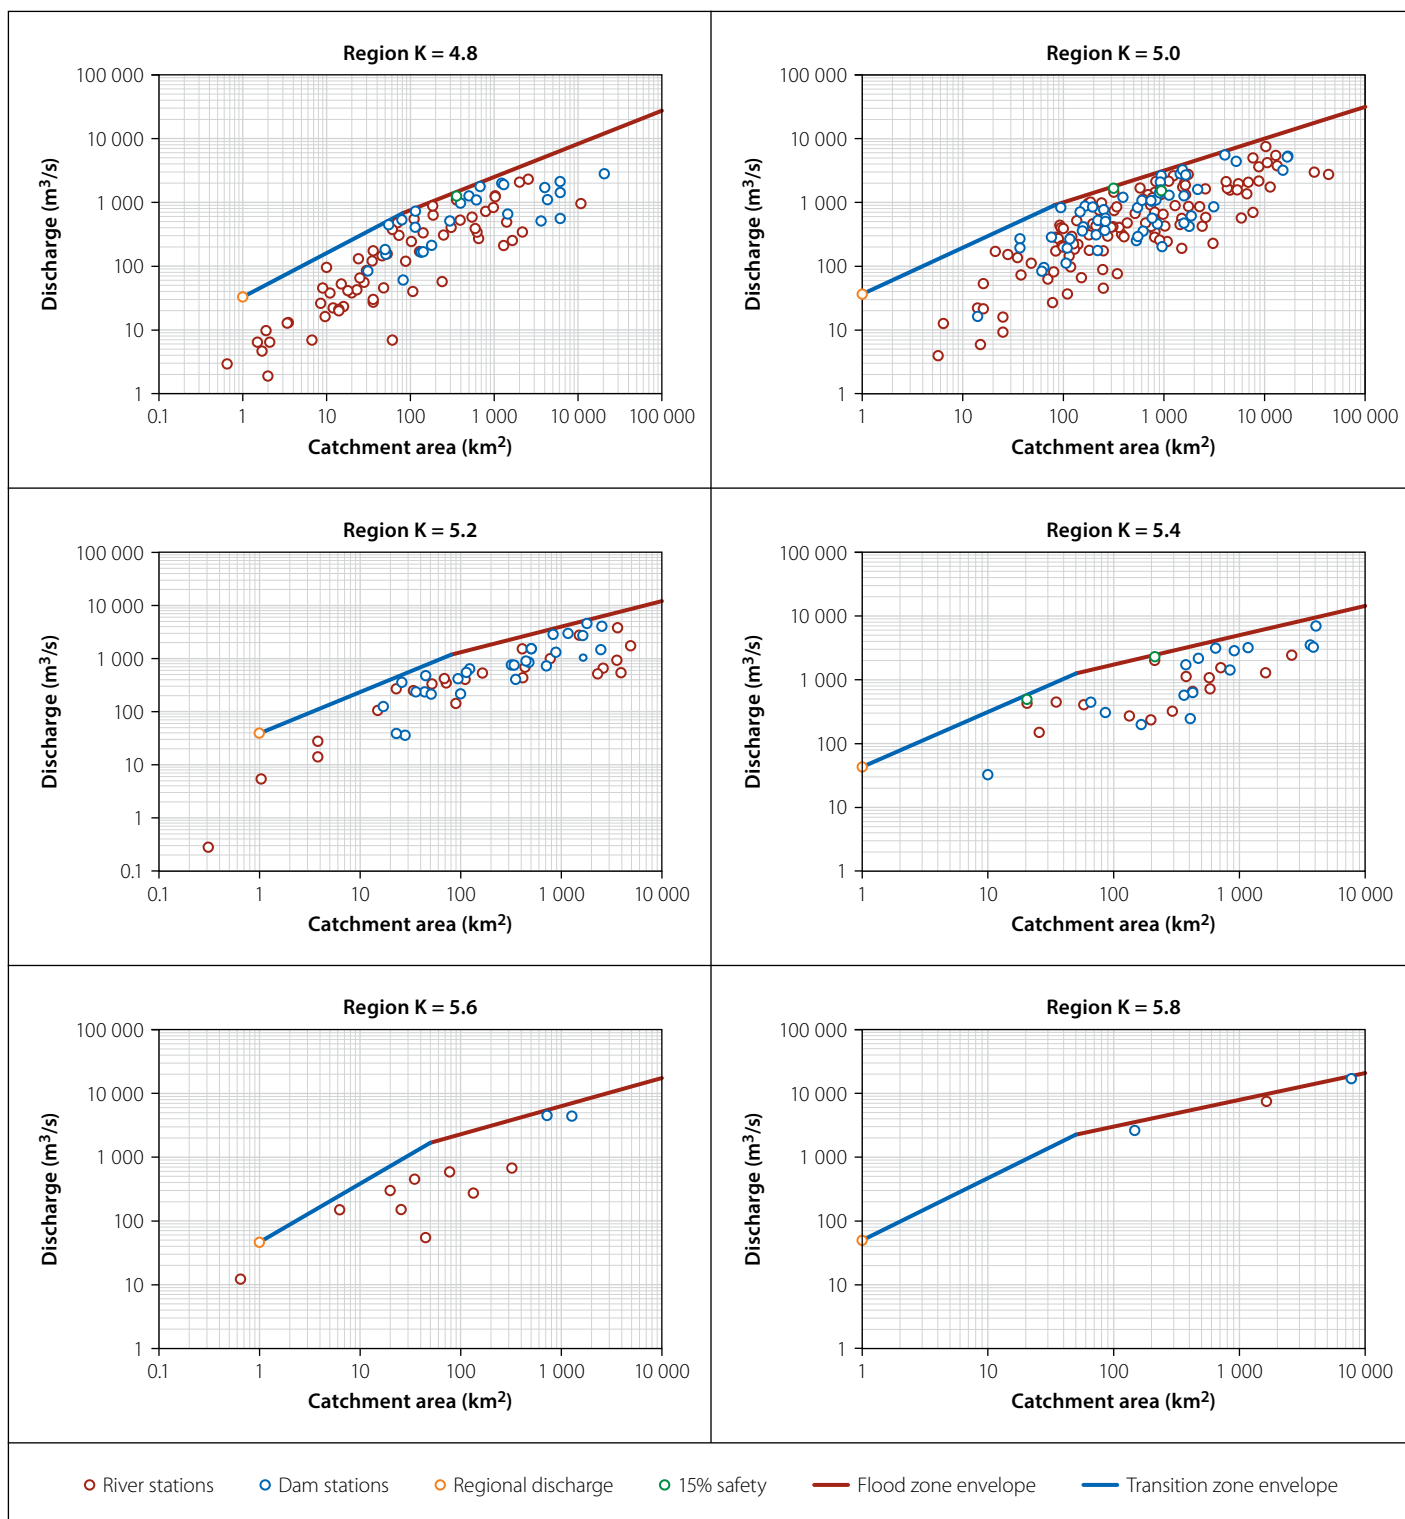 Region K = 4.8
100 000
10 000
1 000
100
10
1
Discharge (m³/s)
0.1 1 10 100 1 000 10 000 100 000
Catchment area (km²)
Region K = 5.0
100 000
10 000
1 000
100
10
1
Discharge (m³/s)
1 10 100 1 000 10 000 100 000
Catchment area (km²)
Region K = 5.2
100 000
10 000
1 000
100
10
1
0.1
Discharge (m³/s)
0.1 1 10 100 1 000 10 000
Catchment area (km²)
Region K = 5.4
100 000
10 000
1 000
100
10
1
Discharge (m³/s)
1 10 100 1 000 10 000
Catchment area (km²)
Region K = 5.6
100 000
10 000
1 000
100
10
1
Discharge (m³/s)
0.1 1 10 100 1 000 10 000
Catchment area (km²)
Region K = 5.8
100 000
10 000
1 000
100
10
1
Discharge (m³/s)
1 10 100 1 000 10 000
Catchment area (km²)
River stations Dam stations Regional discharge 15% safety Flood zone envelope Transition zone envelope